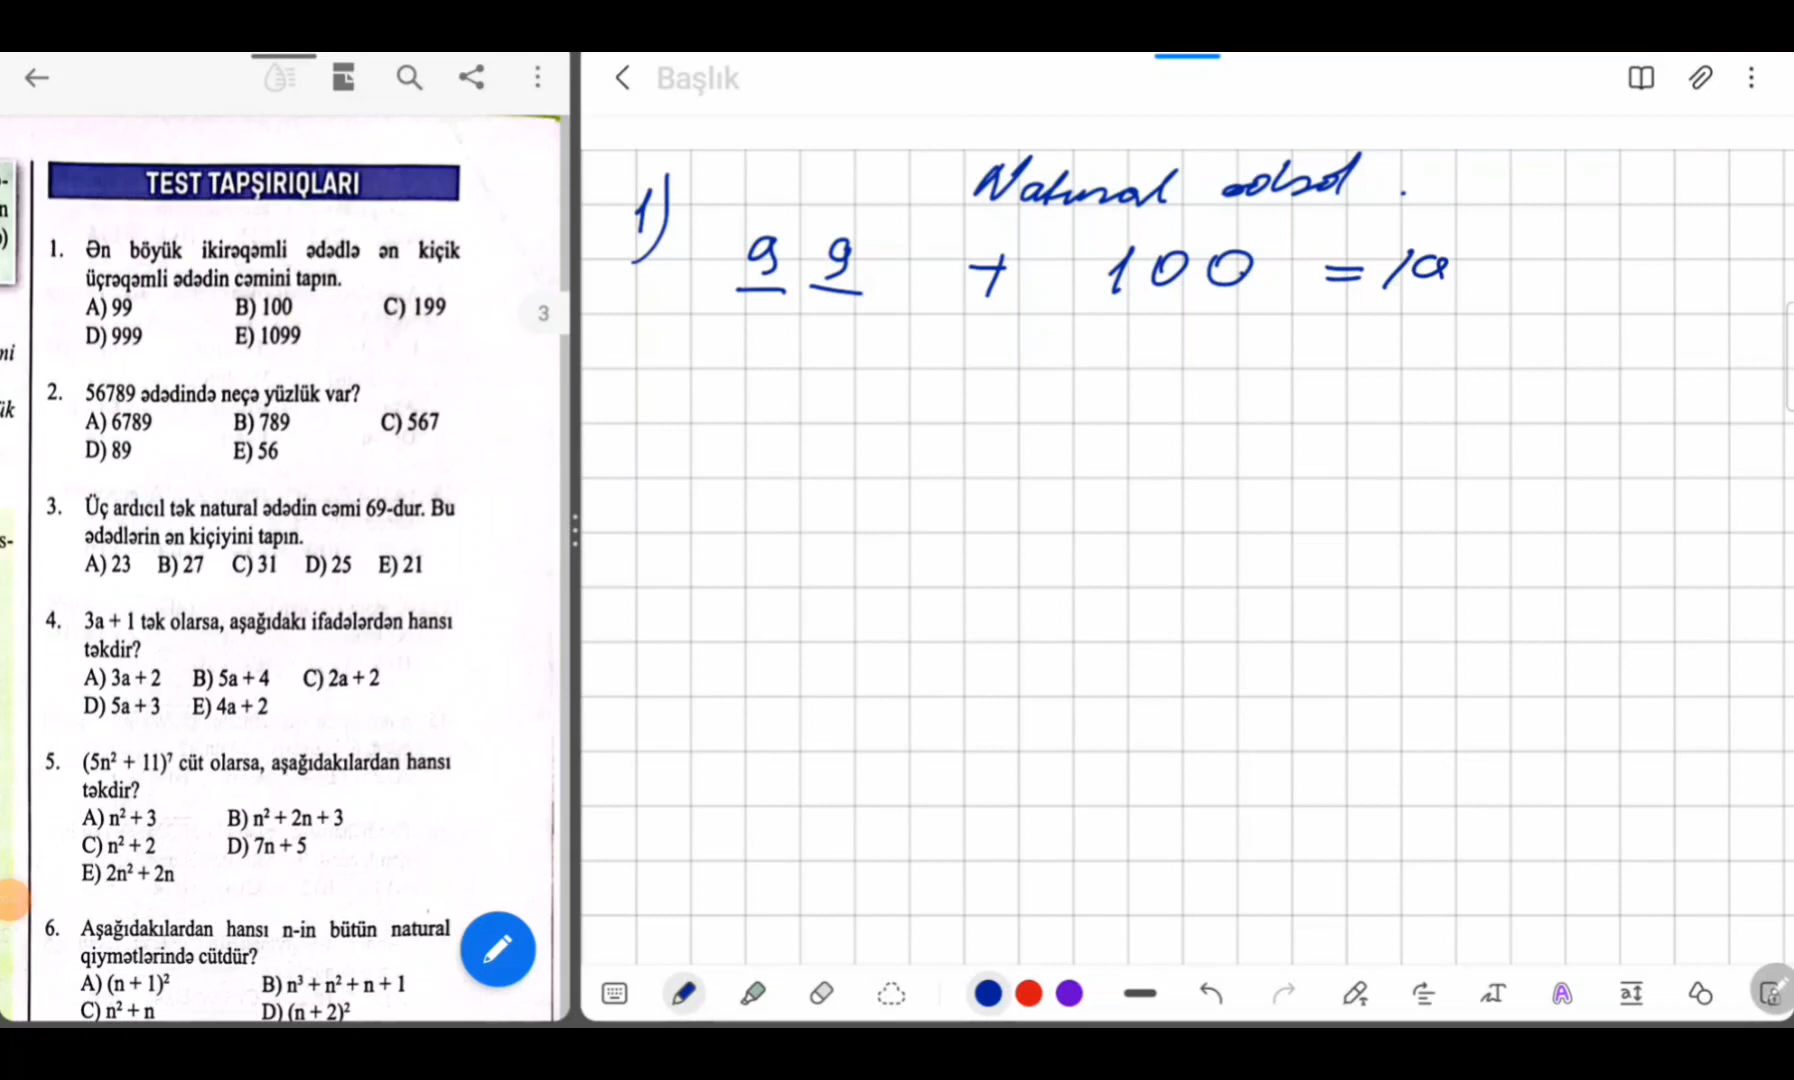 Başlık
TEST TAPŞIRIQLARI
1. Ən böyük ikirəqəmli ədədlə ən kiçik
üçrəqəmli ədədin cəmini tapın.
A) 99 B) 100 C) 199
D) 999 E) 1099
2. 56789 ədədində neçə yüzlük var?
A) 6789 B) 789 C) 567
D) 89 E) 56
3. Üç ardıcıl tək natural ədədin cəmi 69-dur. Bu
ədədlərin ən kiçiyini tapın.
A) 23 B) 27 C) 31 D) 25 E) 21
4. 3a + 1 tək olarsa, aşağıdakı ifadələrdən hansı
təkdir?
A) 3a + 2 B) 5a + 4 C) 2a + 2
D) 5a + 3 E) 4a + 2
5. (5n² + 11)⁷ cüt olarsa, aşağıdakılardan hansı
təkdir?
A) n² + 3 B) n² + 2n + 3
C) n² + 2 D) 7n + 5
E) 2n² + 2n
6. Aşağıdakılardan hansı n-in bütün natural
qiymətlərində cütdür?
A) (n + 1)² B) n³ + n² + n + 1
C) n² + n D) (n + 2)²
3
Natural ədəd.
1) 99 + 100 = 19